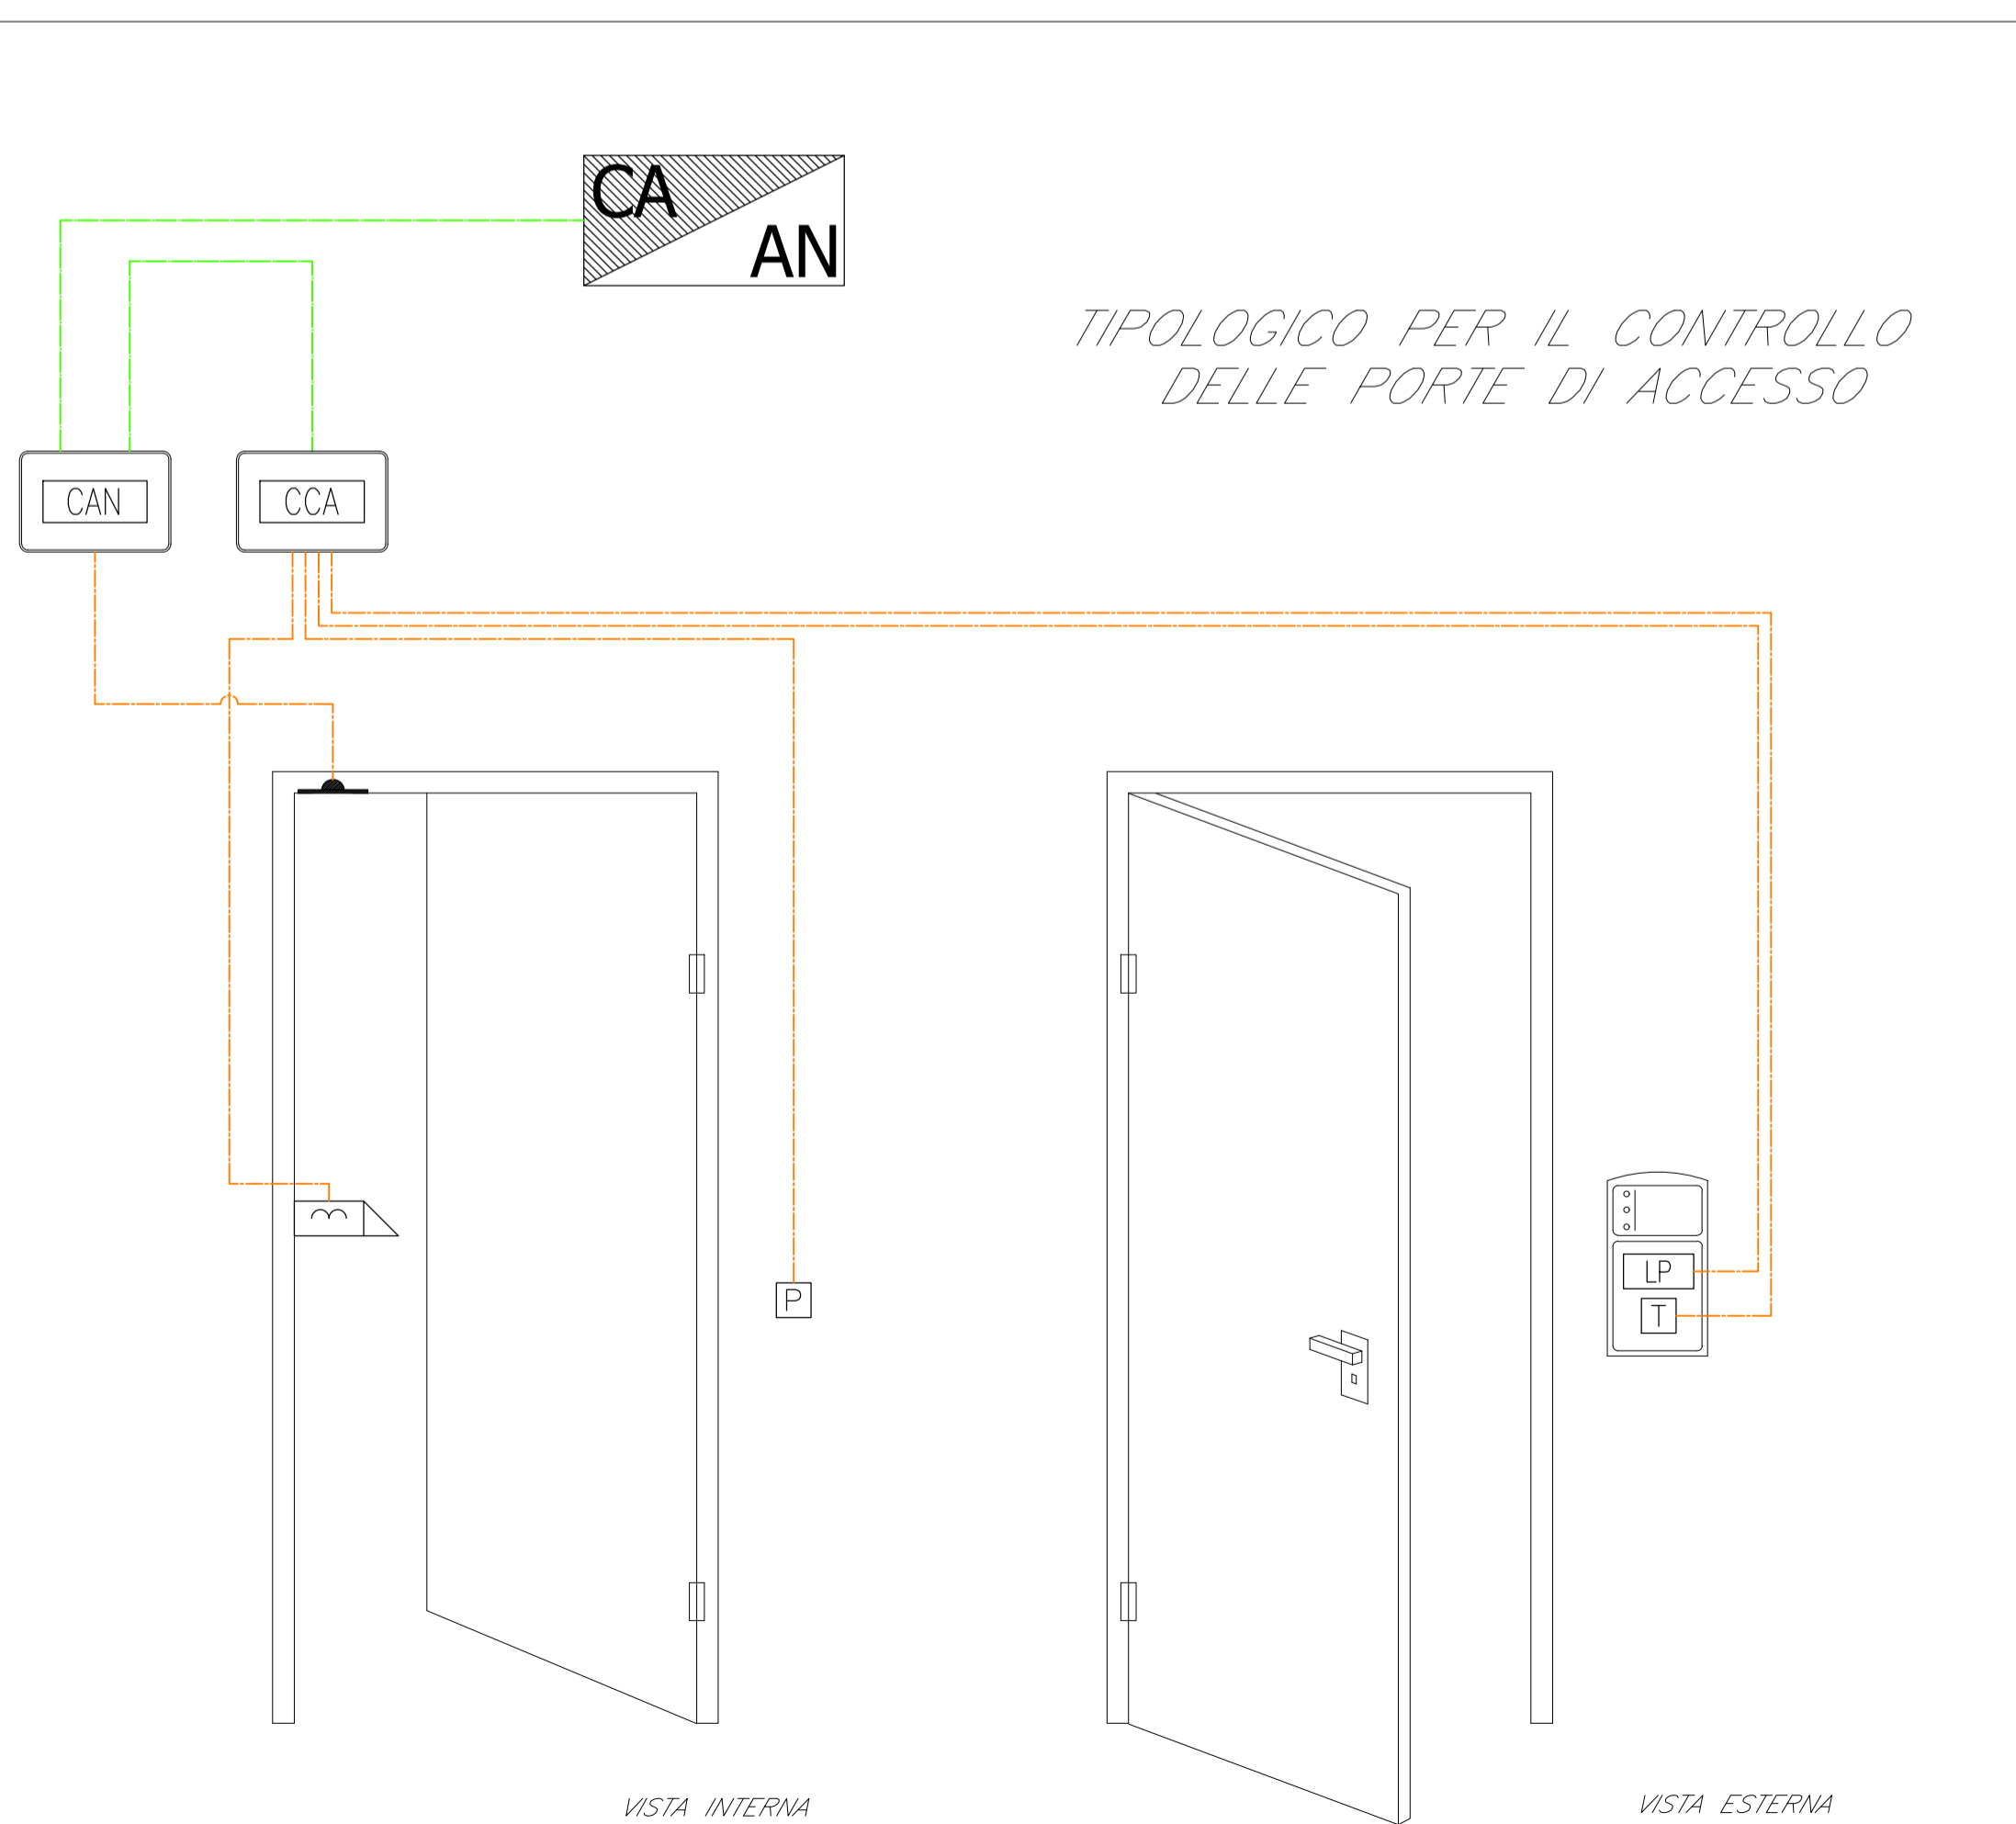 CA
AN
TIPOLOGICO PER IL CONTROLLO
DELLE PORTE DI ACCESSO
CAN
CCA
LP
P
T
VISTA INTERNA
VISTA ESTERNA